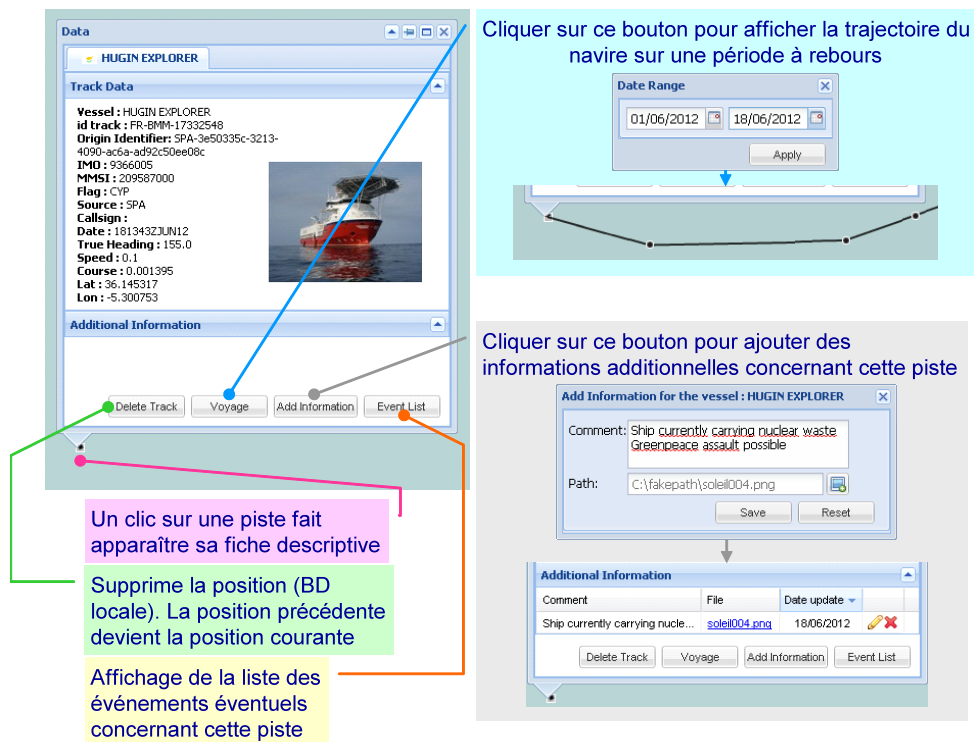 Data
HUGIN EXPLORER
Track Data
Vessel : HUGIN EXPLORER
id track : FR-BMM-17332548
Origin Identifier: SPA-3e50335c-3213-
4090-ac6a-ad92c50ee08c
IMO : 9366005
MMSI : 209587000
Flag : CYP
Source : SPA
Callsign :
Date : 181343ZJUN12
True Heading : 155.0
Speed : 0.1
Course : 0.001395
Lat : 36.145317
Lon : -5.300753
Additional Information
Delete Track
Voyage
Add Information
Event List
Un clic sur une piste fait
apparaître sa fiche descriptive
Supprime la position (BD
locale). La position précédente
devient la position courante
Affichage de la liste des
événements éventuels
concernant cette piste
Cliquer sur ce bouton pour afficher la trajectoire du
navire sur une période à rebours
Date Range
01/06/2012
18/06/2012
Apply
Cliquer sur ce bouton pour ajouter des
informations additionnelles concernant cette piste
Add Information for the vessel : HUGIN EXPLORER
Comment: Ship currently carrying nuclear waste
Greenpeace assault possible
Path: C:\fakepath\soleil004.png
Save
Reset
Additional Information
Comment File Date update
Ship currently carrying nucle... soleil004.png 18/06/2012
Delete Track
Voyage
Add Information
Event List